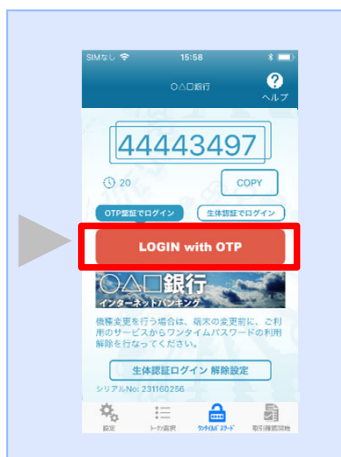 SIMなし 15:58
○△□銀行
?
ヘルプ
44443497
20
COPY
OTP認証でログイン
生体認証でログイン
LOGIN with OTP
○△□銀行
インターネットバンキング
機種変更を行う場合は、端末の変更前に、ご利
用のサービスからワンタイムパスワードの利用
解除を行なってください。
生体認証ログイン 解除設定
シリアルNo: 231160256
設定
トークン選択
ワンタイムパスワード
取引確認開始